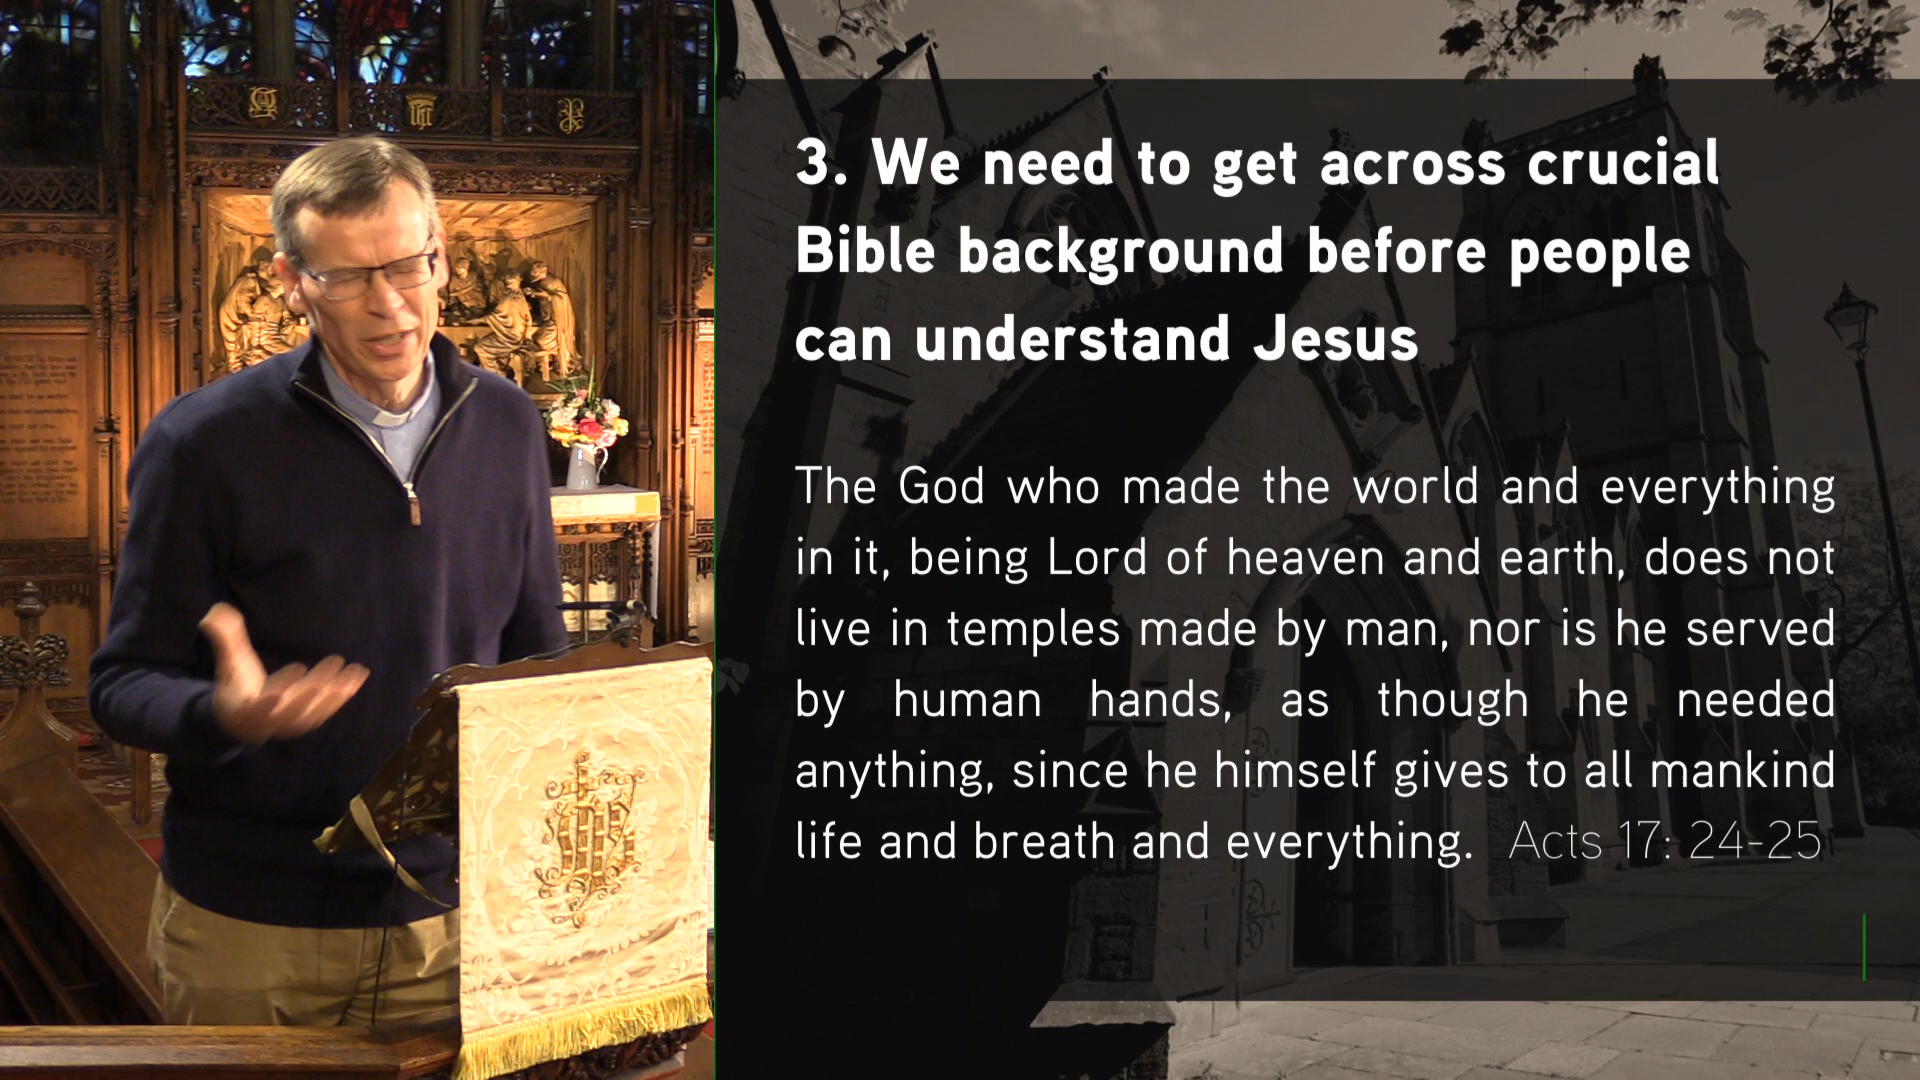 3. We need to get across crucial
Bible background before people
can understand Jesus
The God who made the world and everything
in it, being Lord of heaven and earth, does not
live in temples made by man, nor is he served
by human hands, as though he needed
anything, since he himself gives to all mankind
life and breath and everything. Acts 17: 24-25